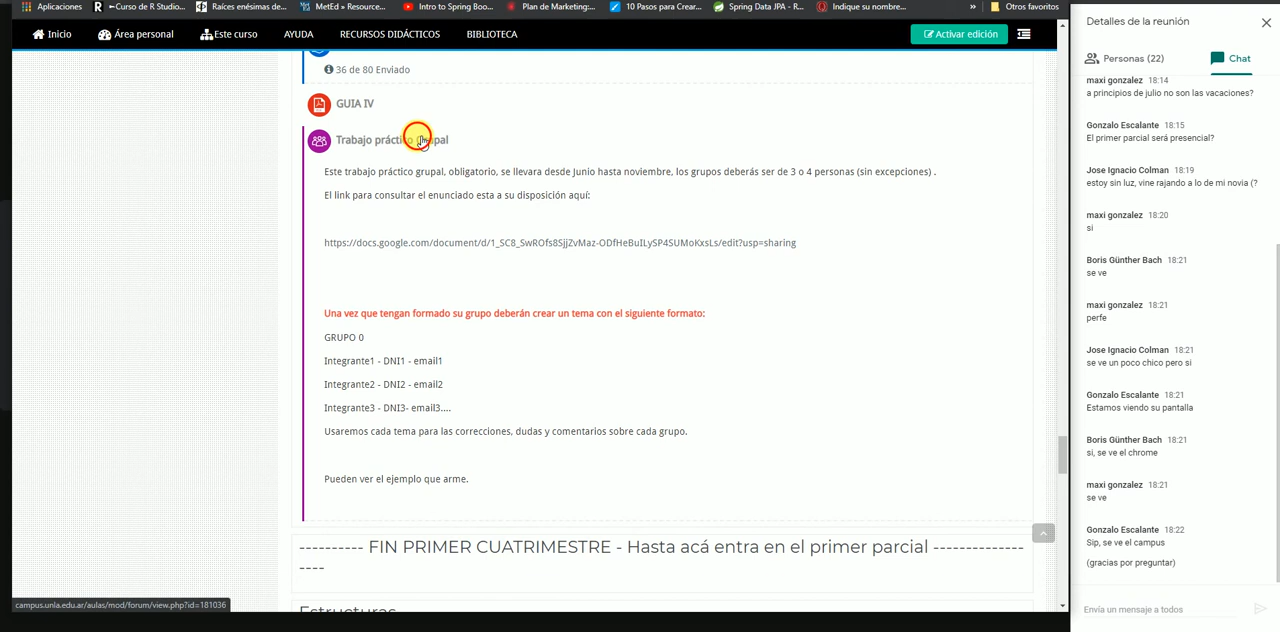 Aplicaciones
R ➳Curso de R Studio...
Raíces enésimas de...
MetEd » Resource...
Intro to Spring Boo...
Plan de Marketing:...
10 Pasos para Crear...
Spring Data JPA - R...
Indique su nombre...
»
Otros favoritos
Inicio
Área personal
Este curso
AYUDA
RECURSOS DIDÁCTICOS
BIBLIOTECA
Activar edición
36 de 80 Enviado
GUIA IV
Trabajo práctico grupal
Este trabajo práctico grupal, obligatorio, se llevara desde Junio hasta noviembre, los grupos deberás ser de 3 o 4 personas (sin excepciones) .
El link para consultar el enunciado esta a su disposición aquí:
https://docs.google.com/document/d/1_SC8_SwROfs8SjjZvMaz-ODfHeBuILySP4SUMoKxsLs/edit?usp=sharing
Una vez que tengan formado su grupo deberán crear un tema con el siguiente formato:
GRUPO 0
Integrante1 - DNI1 - email1
Integrante2 - DNI2 - email2
Integrante3 - DNI3- email3....
Usaremos cada tema para las correcciones, dudas y comentarios sobre cada grupo.
Pueden ver el ejemplo que arme.
---------- FIN PRIMER CUATRIMESTRE - Hasta acá entra en el primer parcial ---------------
----
Estructuras
campus.unla.edu.ar/aulas/mod/forum/view.php?id=181036
Detalles de la reunión
Personas (22)
Chat
maxi gonzalez 18:14
a principios de julio no son las vacaciones?
Gonzalo Escalante 18:15
El primer parcial será presencial?
Jose Ignacio Colman 18:19
estoy sin luz, vine rajando a lo de mi novia (?
maxi gonzalez 18:20
si
Boris Günther Bach 18:21
se ve
maxi gonzalez 18:21
perfe
Jose Ignacio Colman 18:21
se ve un poco chico pero si
Gonzalo Escalante 18:21
Estamos viendo su pantalla
Boris Günther Bach 18:21
si, se ve el chrome
maxi gonzalez 18:21
se ve
Gonzalo Escalante 18:22
Sip, se ve el campus
(gracias por preguntar)
Envía un mensaje a todos